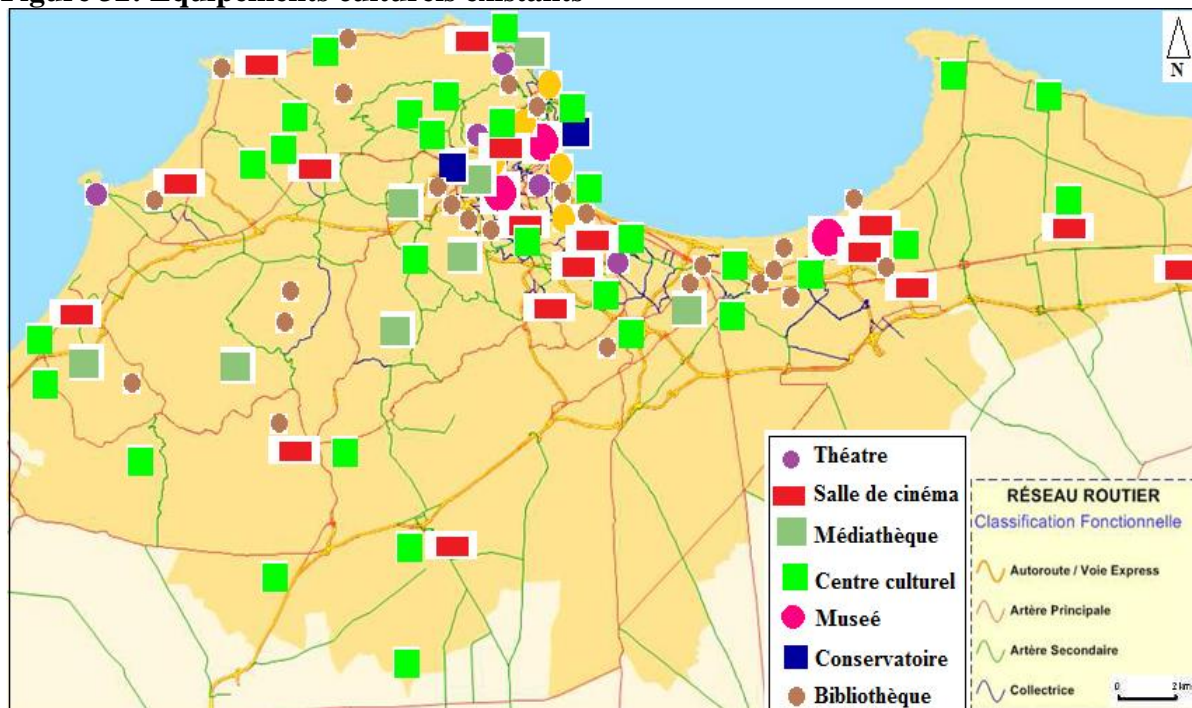 Figure : Equipements culturels existants
N
Théatre
Salle de cinéma
Médiathèque
Centre culturel
Museé
Conservatoire
Bibliothèque
RÉSEAU ROUTIER
Classification Fonctionnelle
Autoroute / Voie Express
Artère Principale
Artère Secondaire
Collectrice
0 2 km